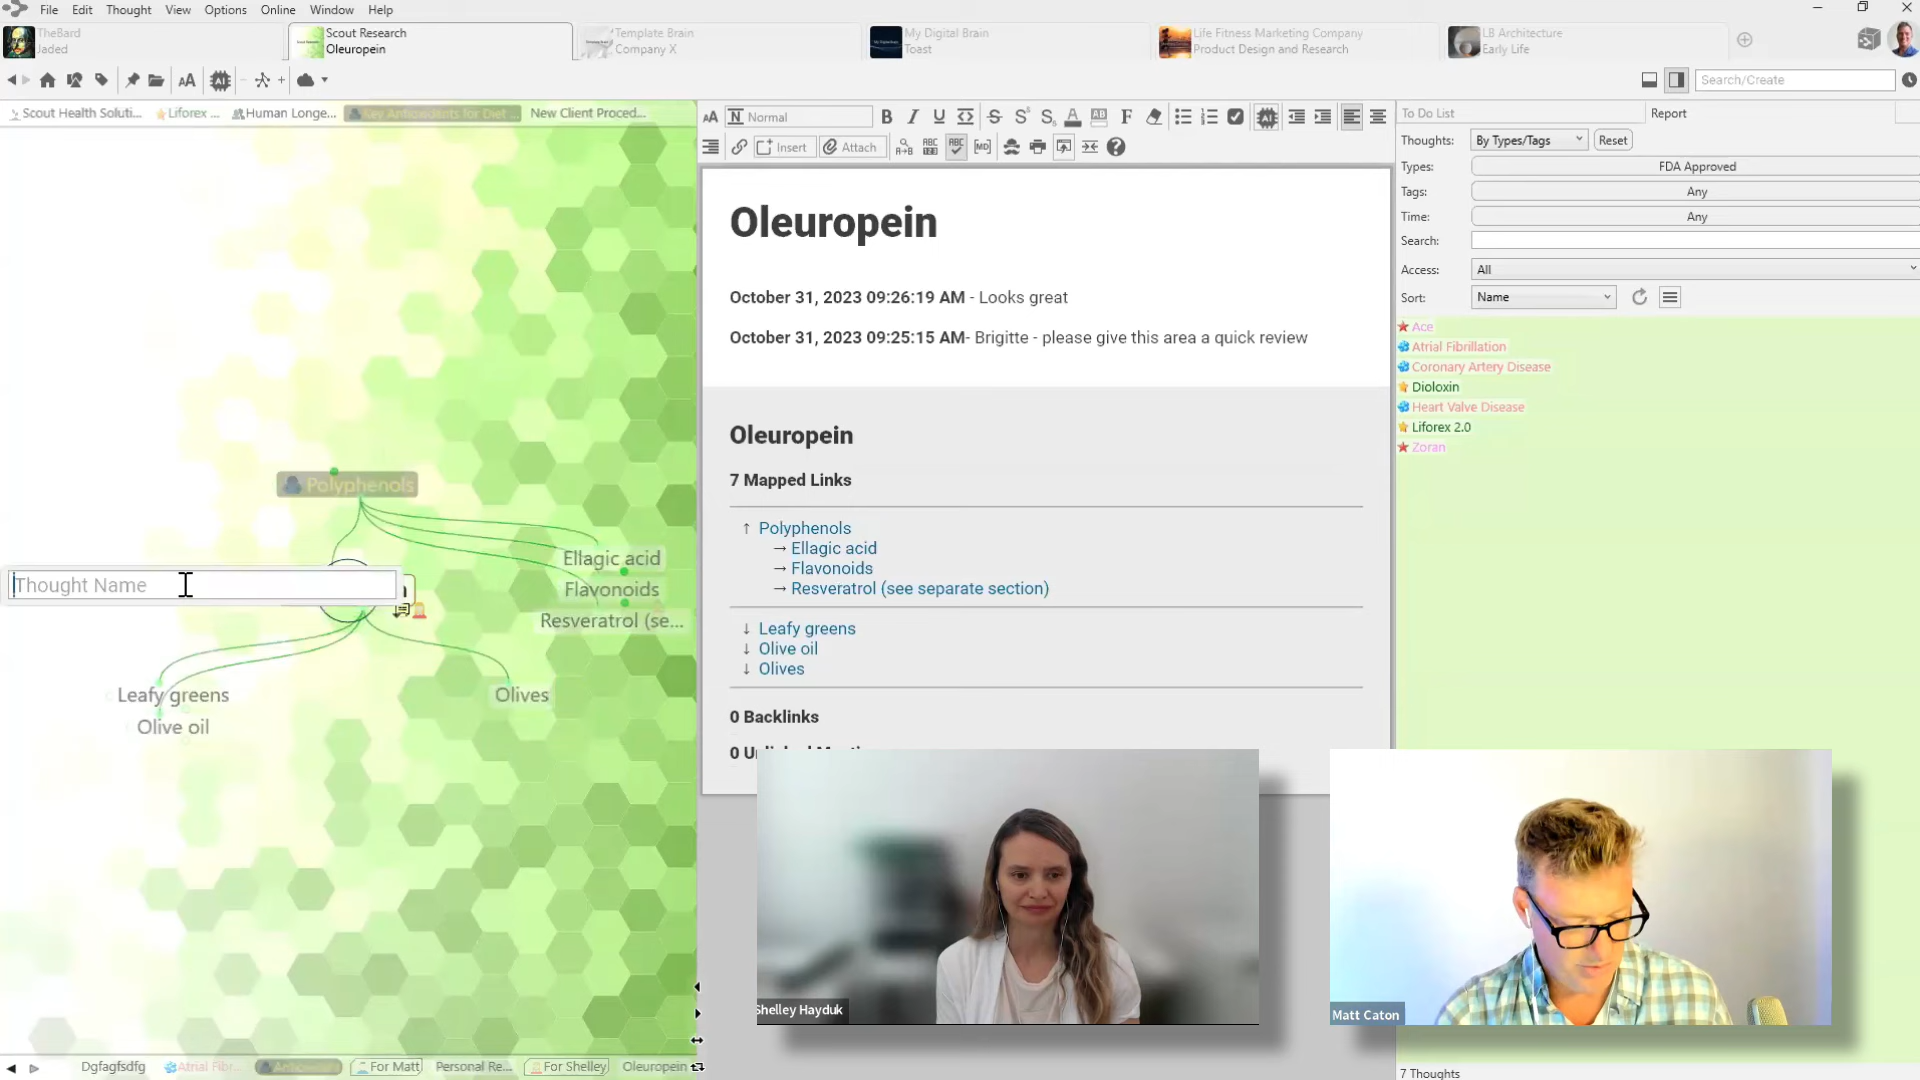 File Edit Thought View Options Online Window Help
TheBard
Jaded
Scout Research
Oleuropein
Template Brain
Company X
My Digital Brain
Toast
Life Fitness Marketing Company
Product Design and Research
LB Architecture
Early Life
Search/Create
Scout Health Soluti...
Liforex ...
Human Longe...
Key Antioxidants for Diet ...
New Client Proced...
Normal
Insert
Attach
To Do List
Report
Thoughts: By Types/Tags Reset
Types: FDA Approved
Tags: Any
Time: Any
Search:
Access: All
Sort: Name
Ace
Atrial Fibrillation
Coronary Artery Disease
Dioloxin
Heart Valve Disease
Liforex 2.0
Zoran
7 Thoughts
Polyphenols
Thought Name
Ellagic acid
Flavonoids
Resveratrol (se...
Leafy greens
Olive oil
Olives
Oleuropein
October 31, 2023 09:26:19 AM - Looks great
October 31, 2023 09:25:15 AM- Brigitte - please give this area a quick review
Oleuropein
7 Mapped Links
↑ Polyphenols
→ Ellagic acid
→ Flavonoids
→ Resveratrol (see separate section)
↓ Leafy greens
↓ Olive oil
↓ Olives
0 Backlinks
Shelley Hayduk
Matt Caton
Dgfagfsdfg
Atrial Fibr...
For Matt
Personal Re...
For Shelley
Oleuropein